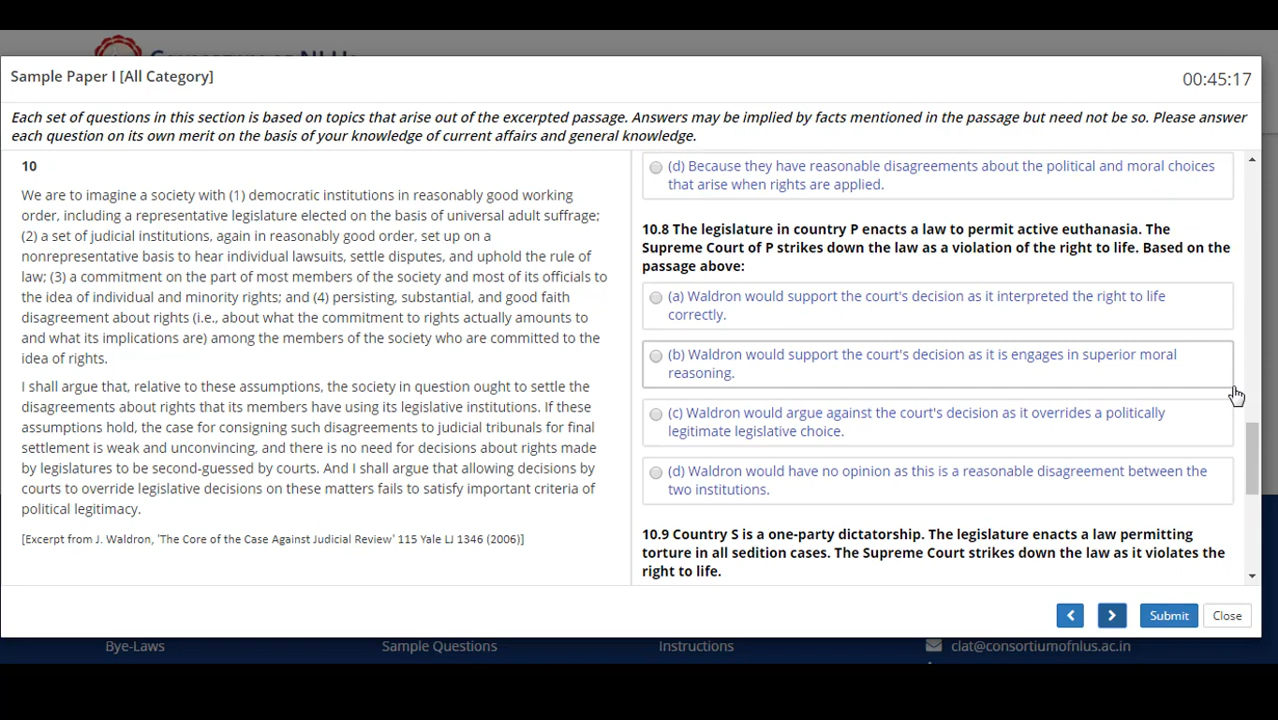 Sample Paper I [All Category]
00:45:17
Each set of questions in this section is based on topics that arise out of the excerpted passage. Answers may be implied by facts mentioned in the passage but need not be so. Please answer
each question on its own merit on the basis of your knowledge of current affairs and general knowledge.
10
We are to imagine a society with (1) democratic institutions in reasonably good working
order, including a representative legislature elected on the basis of universal adult suffrage;
(2) a set of judicial institutions, again in reasonably good order, set up on a
nonrepresentative basis to hear individual lawsuits, settle disputes, and uphold the rule of
law; (3) a commitment on the part of most members of the society and most of its officials to
the idea of individual and minority rights; and (4) persisting, substantial, and good faith
disagreement about rights (i.e., about what the commitment to rights actually amounts to
and what its implications are) among the members of the society who are committed to the
idea of rights.
I shall argue that, relative to these assumptions, the society in question ought to settle the
disagreements about rights that its members have using its legislative institutions. If these
assumptions hold, the case for consigning such disagreements to judicial tribunals for final
settlement is weak and unconvincing, and there is no need for decisions about rights made
by legislatures to be second-guessed by courts. And I shall argue that allowing decisions by
courts to override legislative decisions on these matters fails to satisfy important criteria of
political legitimacy.
[Excerpt from J. Waldron, 'The Core of the Case Against Judicial Review' 115 Yale LJ 1346 (2006)]
(d) Because they have reasonable disagreements about the political and moral choices
that arise when rights are applied.
10.8 The legislature in country P enacts a law to permit active euthanasia. The
Supreme Court of P strikes down the law as a violation of the right to life. Based on the
passage above:
(a) Waldron would support the court's decision as it interpreted the right to life
correctly.
(b) Waldron would support the court's decision as it is engages in superior moral
reasoning.
(c) Waldron would argue against the court's decision as it overrides a politically
legitimate legislative choice.
(d) Waldron would have no opinion as this is a reasonable disagreement between the
two institutions.
10.9 Country S is a one-party dictatorship. The legislature enacts a law permitting
torture in all sedition cases. The Supreme Court strikes down the law as it violates the
right to life.
Submit
Close
Bye-Laws
Sample Questions
Instructions
clat@consortiumofnlus.ac.in